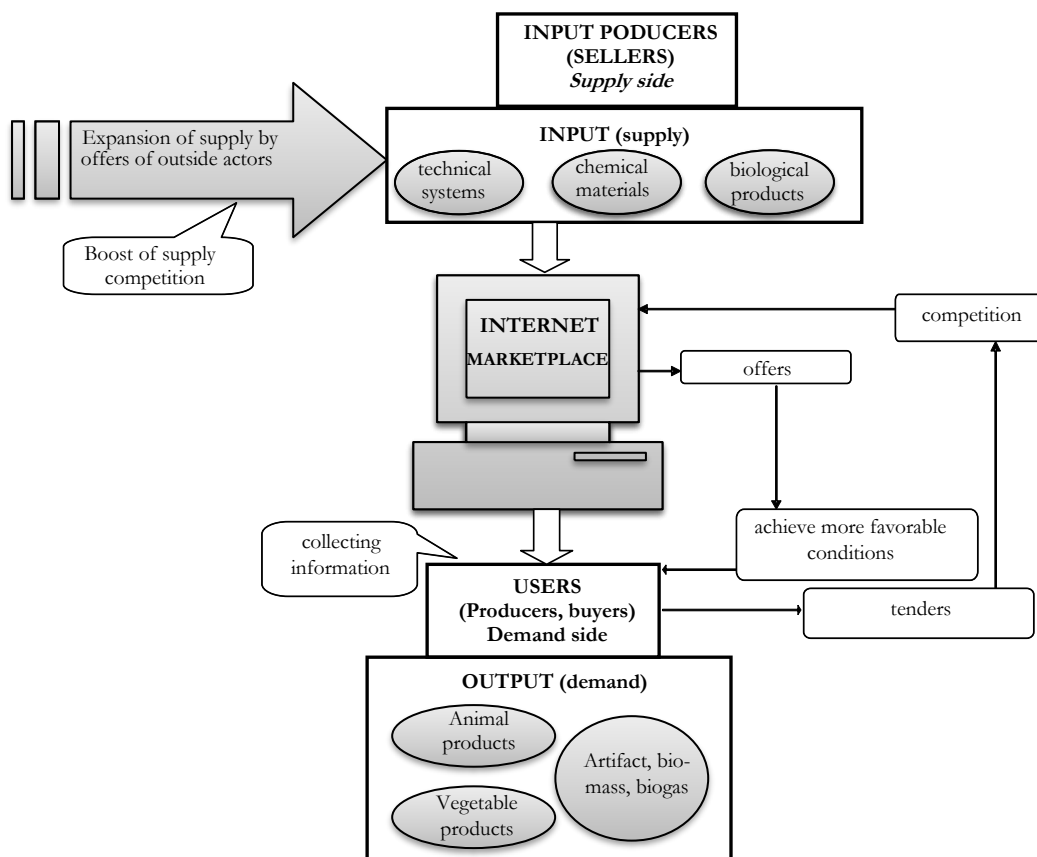 INPUT PODUCERS
(SELLERS)
Supply side
INPUT (supply)
technical
systems
chemical
materials
biological
products
Expansion of supply by
offers of outside actors
Boost of supply
competition
INTERNET
MARKETPLACE
competition
offers
achieve more favorable
conditions
collecting
information
USERS
(Producers, buyers)
Demand side
tenders
OUTPUT (demand)
Animal
products
Artifact, bio-
mass, biogas
Vegetable
products